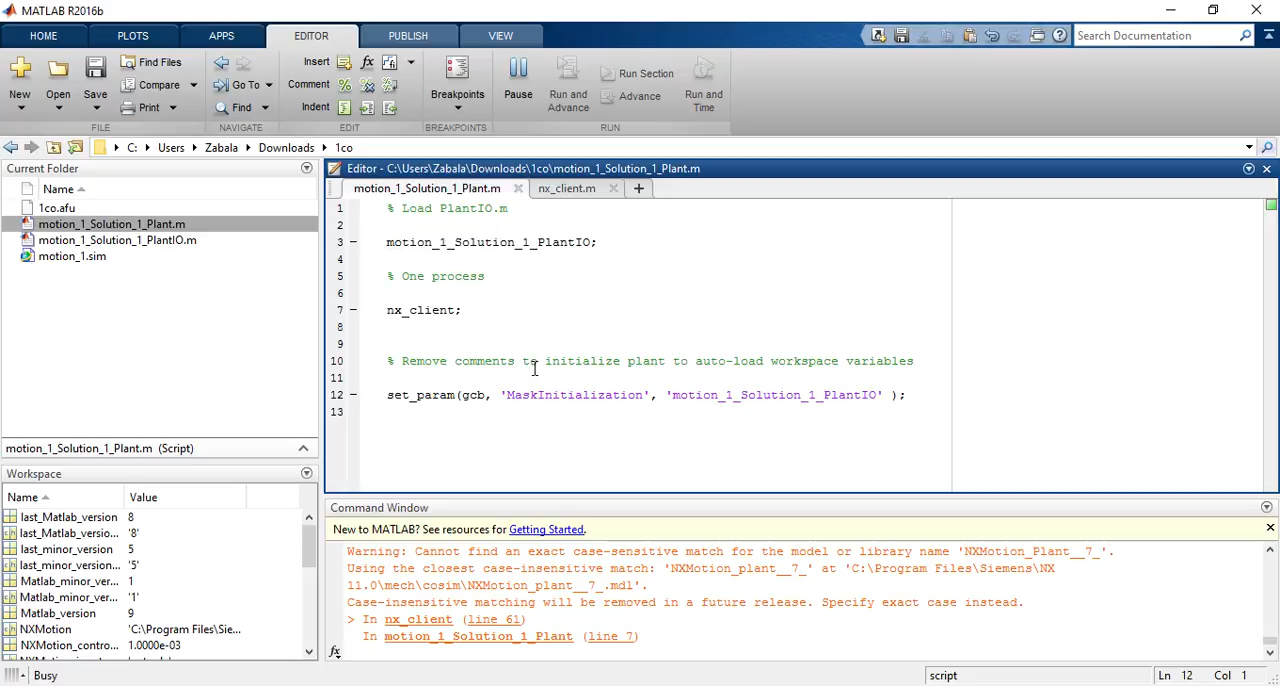 MATLAB R2016b
HOME PLOTS APPS EDITOR PUBLISH VIEW Search Documentation
New Open Save Find Files Compare Print Go To Find Insert Comment Indent fx Breakpoints Pause Run and Advance Run Section Advance Run and Time
FILE NAVIGATE EDIT BREAKPOINTS RUN
C: Users Zabala Downloads 1co
Current Folder
Name
1co.afu
motion_1_Solution_1_Plant.m
motion_1_Solution_1_PlantIO.m
motion_1.sim
motion_1_Solution_1_Plant.m (Script)
Workspace
Name Value
last_Matlab_version 8
last_Matlab_versio... '8'
last_minor_version 5
last_minor_versio... '5'
Matlab_minor_ver... 1
Matlab_minor_ver... '1'
Matlab_version 9
NXMotion 'C:\Program Files\Sie...
NXMotion_contro... 1.0000e-03
Editor - C:\Users\Zabala\Downloads\1co\motion_1_Solution_1_Plant.m
motion_1_Solution_1_Plant.m nx_client.m
1 % Load PlantIO.m
2
3 motion_1_Solution_1_PlantIO;
4
5 % One process
6
7 nx_client;
8
9
10 % Remove comments to initialize plant to auto-load workspace variables
11
12 set_param(gcb, 'MaskInitialization', 'motion_1_Solution_1_PlantIO' );
13
Command Window
New to MATLAB? See resources for Getting Started.
Warning: Cannot find an exact case-sensitive match for the model or library name 'NXMotion_Plant__7_'.
Using the closest case-insensitive match: 'NXMotion_plant__7_' at 'C:\Program Files\Siemens\NX
11.0\mech\cosim\NXMotion_plant__7_.mdl'.
Case-insensitive matching will be removed in a future release. Specify exact case instead.
> In nx_client (line 61)
In motion_1_Solution_1_Plant (line 7)
fx
Busy script Ln 12 Col 1